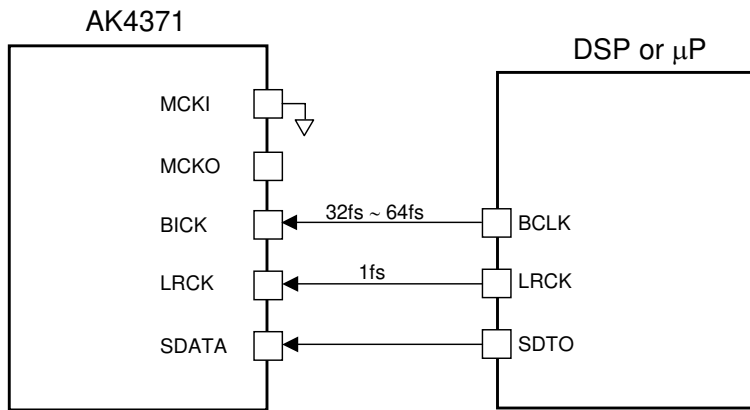 AK4371
DSP or μP
MCKI
MCKO
BICK
32fs ~ 64fs
BCLK
LRCK
1fs
LRCK
SDATA
SDTO